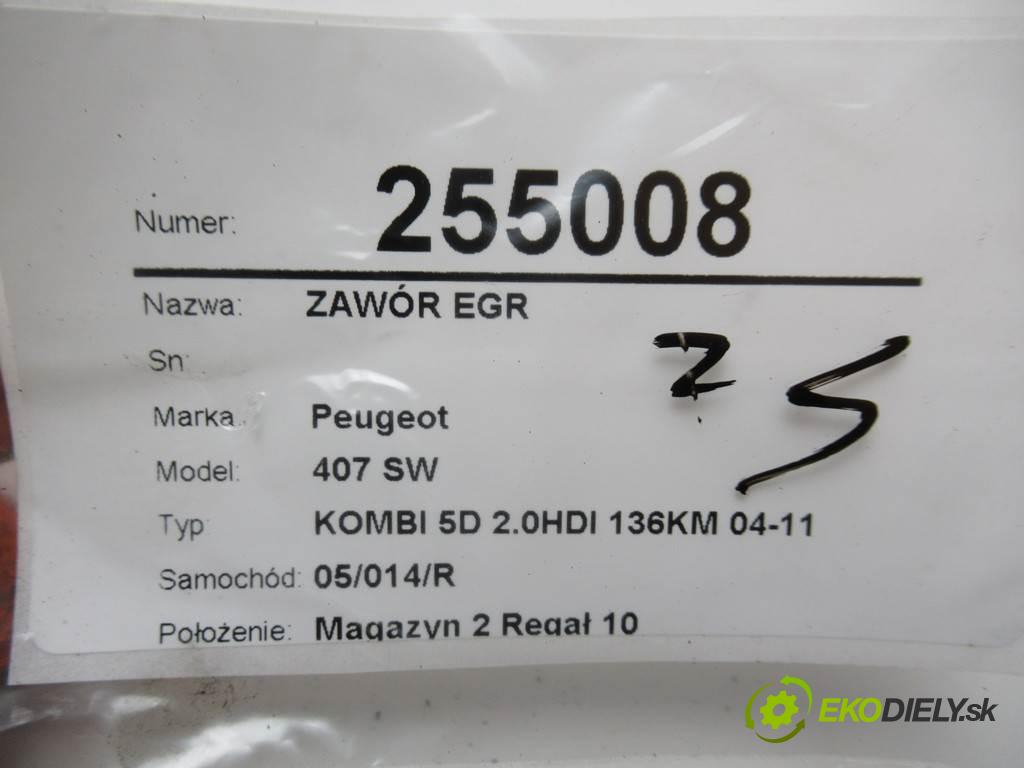 Numer: 255008
Nazwa: ZAWÓR EGR
Sn:
Marka: Peugeot
Model: 407 SW
Typ: KOMBI 5D 2.0HDI 136KM 04-11
Samochód: 05/014/R
Położenie: Magazyn 2 Regał 10
EKODIELY.sk